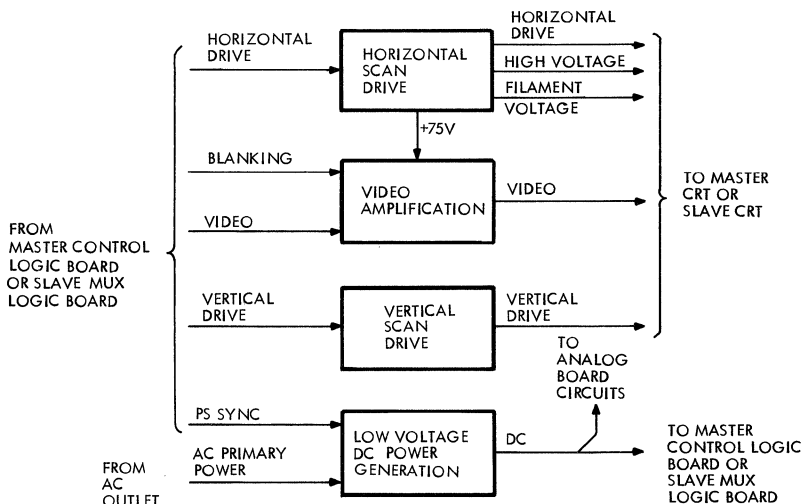 HORIZONTAL
DRIVE
HORIZONTAL
SCAN
DRIVE
HORIZONTAL
DRIVE
HIGH VOLTAGE
FILAMENT
VOLTAGE
+75V
BLANKING
VIDEO
VIDEO
AMPLIFICATION
VIDEO
TO MASTER
CRT OR
SLAVE CRT
FROM
MASTER CONTROL
LOGIC BOARD
OR SLAVE MUX
LOGIC BOARD
VERTICAL
DRIVE
VERTICAL
SCAN
DRIVE
VERTICAL
DRIVE
TO
ANALOG
BOARD
CIRCUITS
PS SYNC
AC PRIMARY
POWER
FROM
AC
OUTLET
LOW VOLTAGE
DC POWER
GENERATION
DC
TO MASTER
CONTROL LOGIC
BOARD OR
SLAVE MUX
LOGIC BOARD